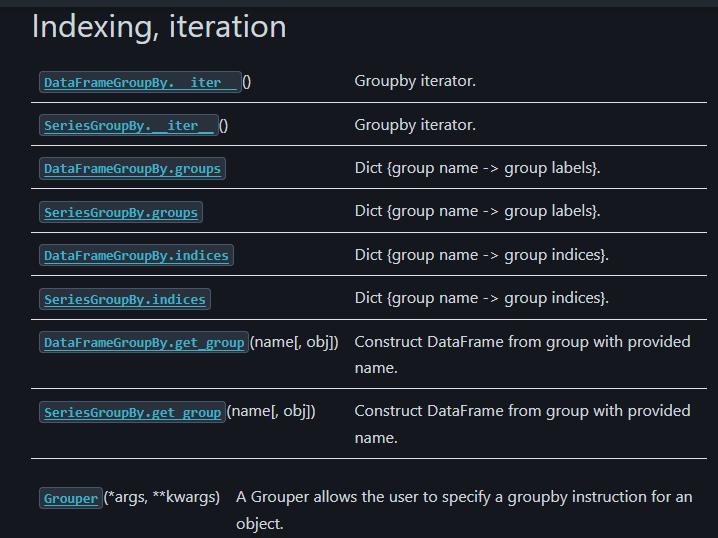 Indexing, iteration
DataFrameGroupBy.__iter__() Groupby iterator.
SeriesGroupBy.__iter__() Groupby iterator.
DataFrameGroupBy.groups Dict {group name -> group labels}.
SeriesGroupBy.groups Dict {group name -> group labels}.
DataFrameGroupBy.indices Dict {group name -> group indices}.
SeriesGroupBy.indices Dict {group name -> group indices}.
DataFrameGroupBy.get_group(name[, obj]) Construct DataFrame from group with provided
name.
SeriesGroupBy.get_group(name[, obj]) Construct DataFrame from group with provided
name.
Grouper(*args, **kwargs) A Grouper allows the user to specify a groupby instruction for an
object.